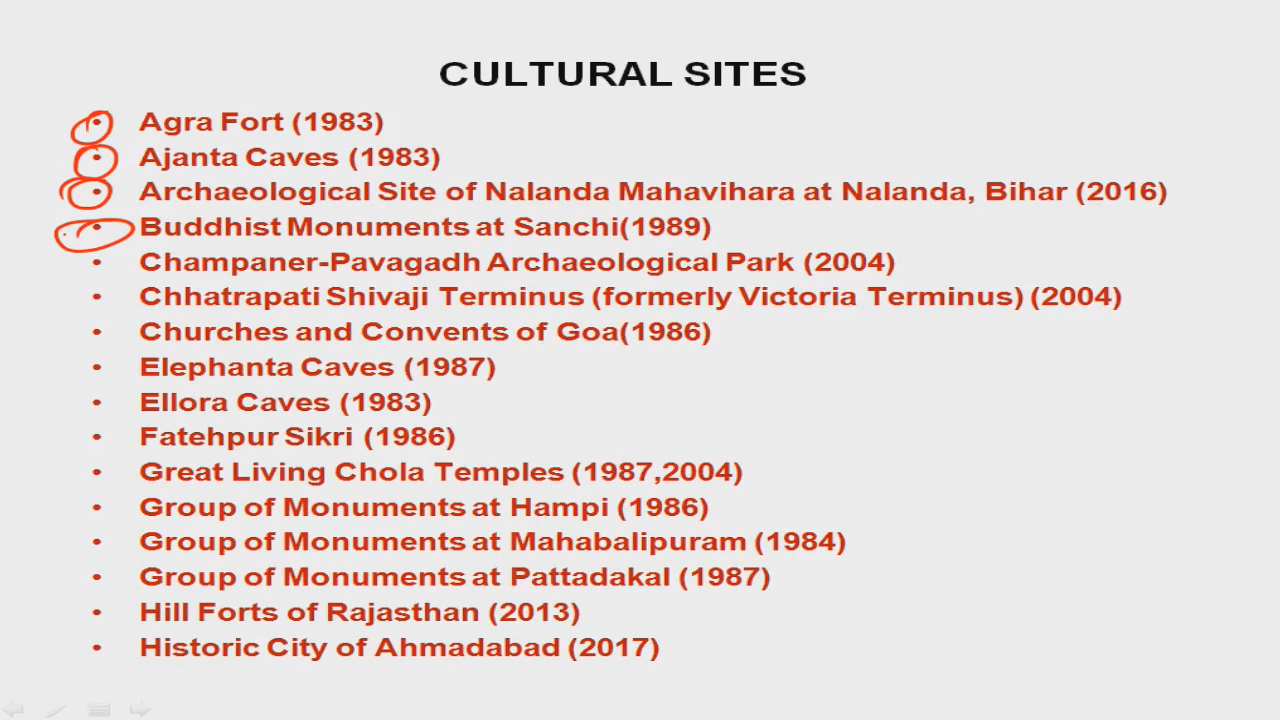 CULTURAL SITES
• Agra Fort (1983)
• Ajanta Caves (1983)
• Archaeological Site of Nalanda Mahavihara at Nalanda, Bihar (2016)
• Buddhist Monuments at Sanchi(1989)
• Champaner-Pavagadh Archaeological Park (2004)
• Chhatrapati Shivaji Terminus (formerly Victoria Terminus) (2004)
• Churches and Convents of Goa(1986)
• Elephanta Caves (1987)
• Ellora Caves (1983)
• Fatehpur Sikri (1986)
• Great Living Chola Temples (1987,2004)
• Group of Monuments at Hampi (1986)
• Group of Monuments at Mahabalipuram (1984)
• Group of Monuments at Pattadakal (1987)
• Hill Forts of Rajasthan (2013)
• Historic City of Ahmadabad (2017)